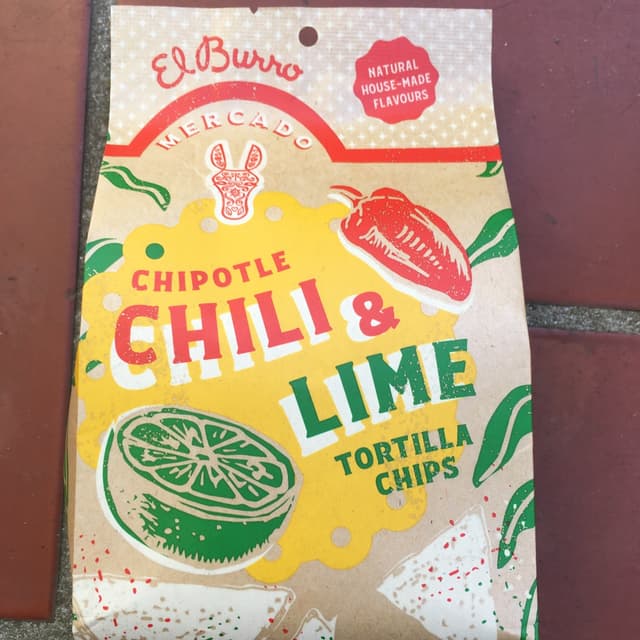 El Burro
MERCADO
NATURAL
HOUSE-MADE
FLAVOURS
CHIPOTLE
CHILI &
LIME
TORTILLA
CHIPS